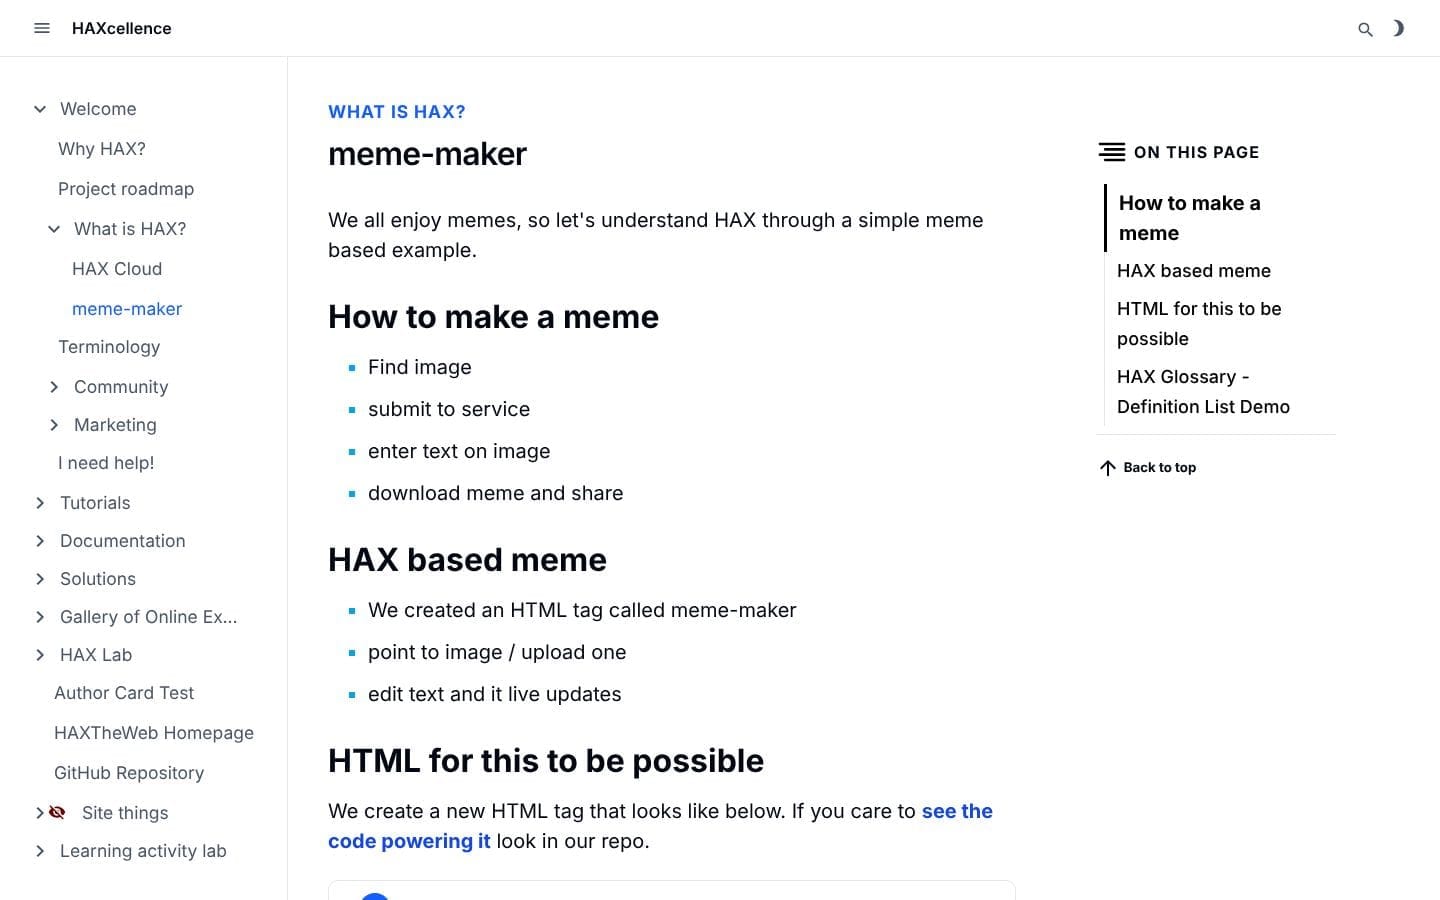 HAXcellence
Welcome
Why HAX?
Project roadmap
What is HAX?
HAX Cloud
meme-maker
Terminology
Community
Marketing
I need help!
Tutorials
Documentation
Solutions
Gallery of Online Ex...
HAX Lab
Author Card Test
HAXTheWeb Homepage
GitHub Repository
Site things
Learning activity lab
WHAT IS HAX?
meme-maker
We all enjoy memes, so let's understand HAX through a simple meme
based example.
How to make a meme
Find image
submit to service
enter text on image
download meme and share
HAX based meme
We created an HTML tag called meme-maker
point to image / upload one
edit text and it live updates
HTML for this to be possible
We create a new HTML tag that looks like below. If you care to see the
code powering it look in our repo.
ON THIS PAGE
How to make a
meme
HAX based meme
HTML for this to be
possible
HAX Glossary -
Definition List Demo
Back to top